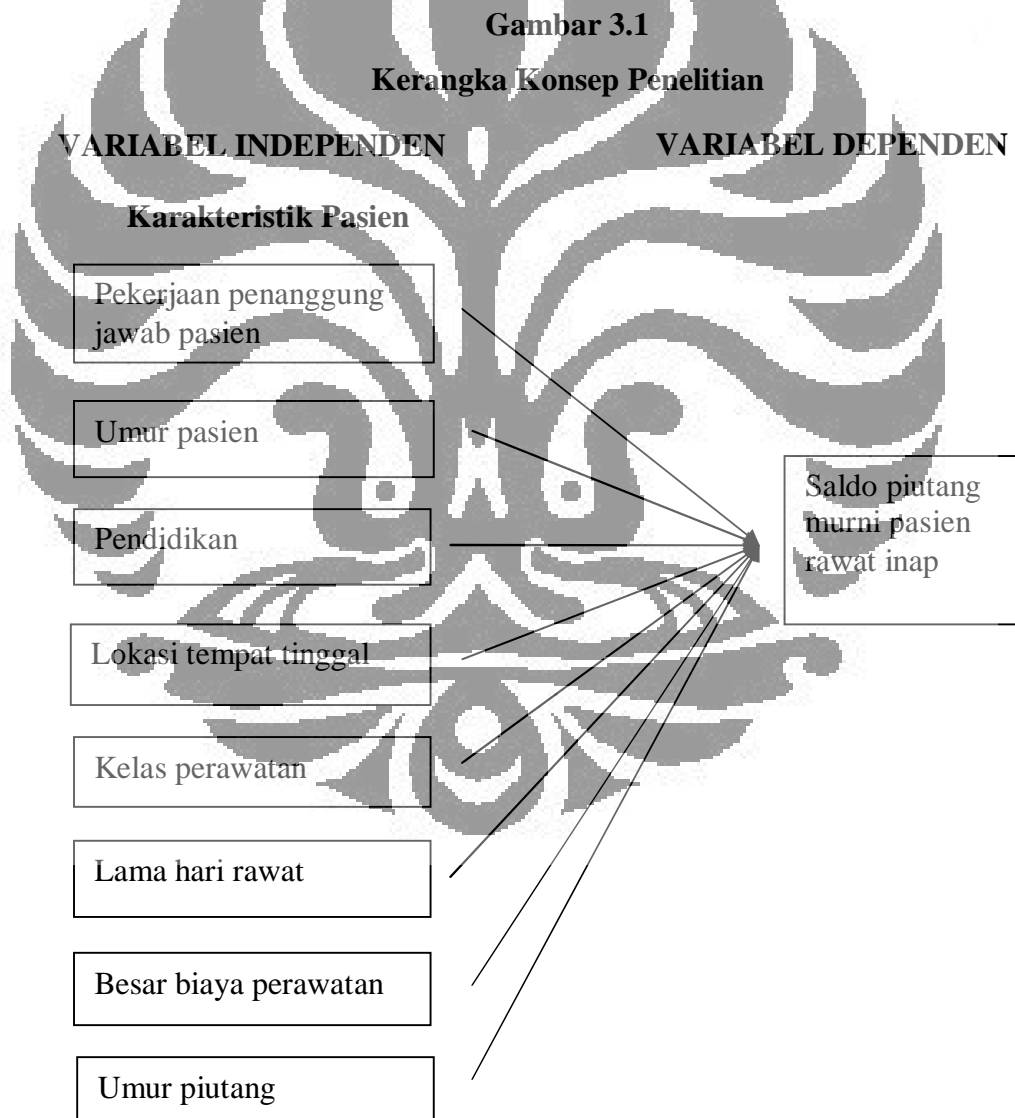 Gambar 3.1
Kerangka Konsep Penelitian
VARIABEL INDEPENDEN
VARIABEL DEPENDEN
Karakteristik Pasien
Pekerjaan penanggung
jawab pasien
Umur pasien
Pendidikan
Lokasi tempat tinggal
Kelas perawatan
Lama hari rawat
Besar biaya perawatan
Umur piutang
Saldo piutang
murni pasien
rawat inap